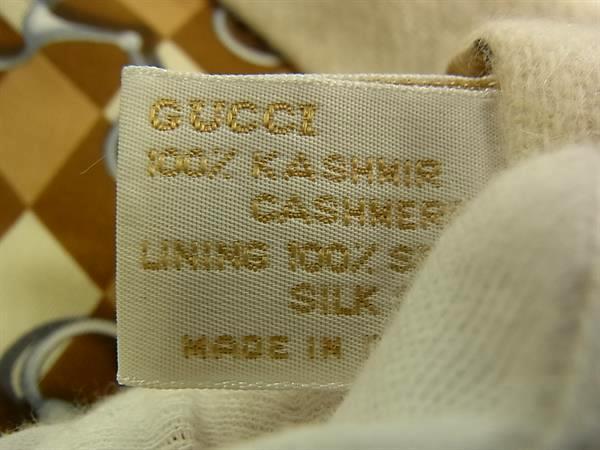 GUCCI
100% KASHMIR
CASHMERE
LINING 100%
SILK
MADE IN